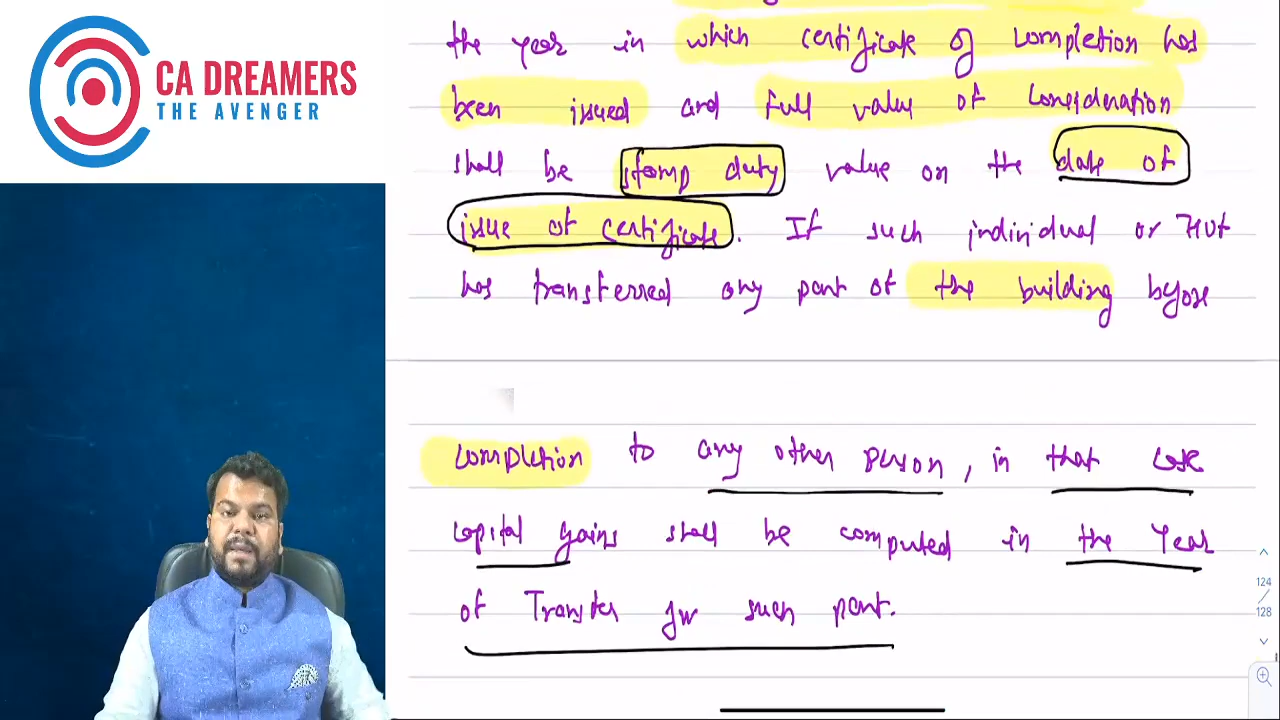 CA DREAMERS
THE AVENGER
the year in which certificate of completion has
been issued and full value of consideration
shall be stamp duty value on the date of
issue of certificate. If such individual or HUF
has transferred any part of the building before
completion to any other person, in that case
capital gains shall be computed in the year
of Transfer for such part.
124
/
128